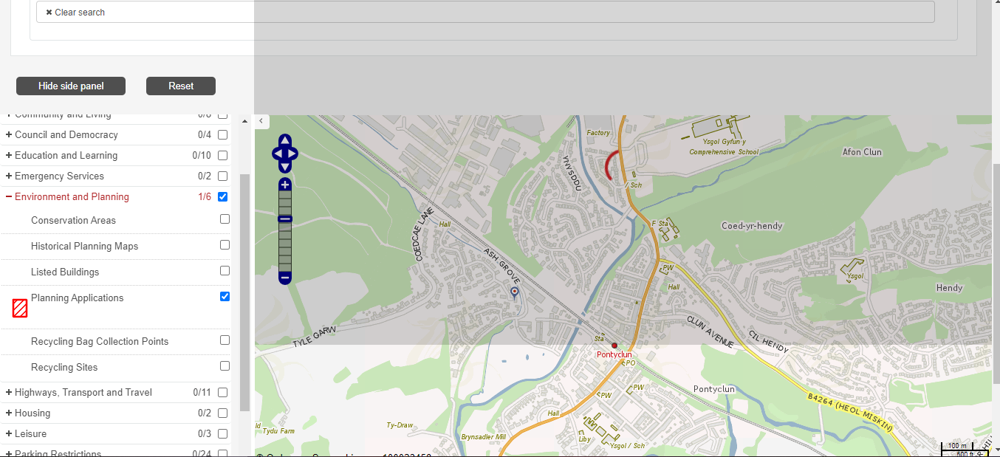 ✖ Clear search
Hide side panel
Reset
Community and Living 0/8
+ Council and Democracy 0/4
+ Education and Learning 0/10
+ Emergency Services 0/2
− Environment and Planning 1/6
Conservation Areas
Historical Planning Maps
Listed Buildings
Planning Applications
Recycling Bag Collection Points
Recycling Sites
+ Highways, Transport and Travel 0/11
+ Housing 0/2
+ Leisure 0/3
+ Parking Restrictions 0/24
Factory
Ysgol Gyfun y
Comprehensive School
Afon Clun
YNYSDDU
/ Sch
COEDCAE LANE
Hall
F Sta
Coed-yr-hendy
ASH GROVE
PW
Ysgol
Hall
Hendy
TYLE GARW
CLUN AVENUE
CIL HENDY
Sta
Pontyclun
PO
PW
PW
Pontyclun
B4264 (HEOL MISKIN)
Hall
ld
Tydu Farm
Ty-Draw
Brynsadler Mill
Liby
Ysgol / Sch
100 m
500 ft